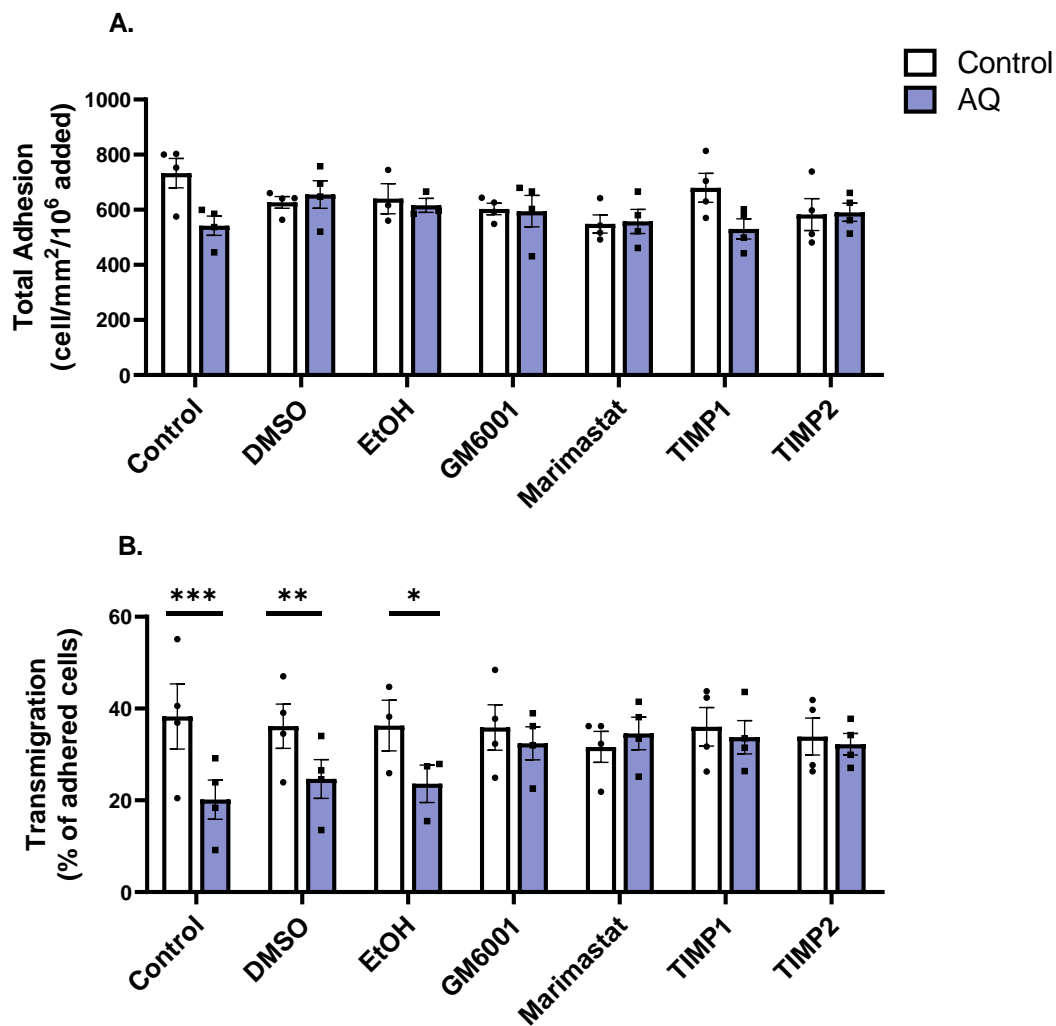 A.
Control
AQ
Total Adhesion
(cell/mm²/10⁶ added)
1000
800
600
400
200
0
Control
DMSO
EtOH
GM6001
Marimastat
TIMP1
TIMP2
B.
*** ** *
Transmigration
(% of adhered cells)
60
40
20
0
Control
DMSO
EtOH
GM6001
Marimastat
TIMP1
TIMP2